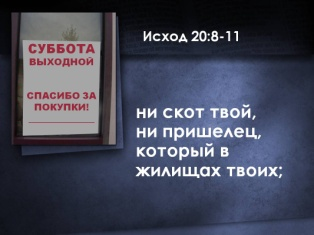 СУББОТА
ВЫХОДНОЙ
СПАСИБО ЗА
ПОКУПКИ!
Исход 20:8-11
ни скот твой,
ни пришелец,
который в
жилищах твоих;